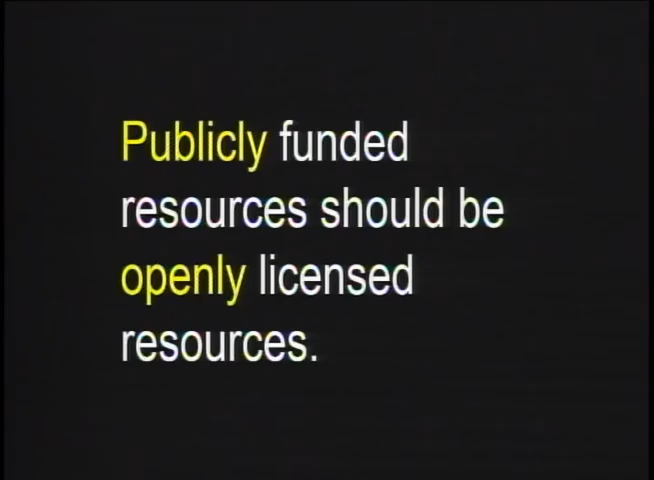 Publicly funded
resources should be
openly licensed
resources.